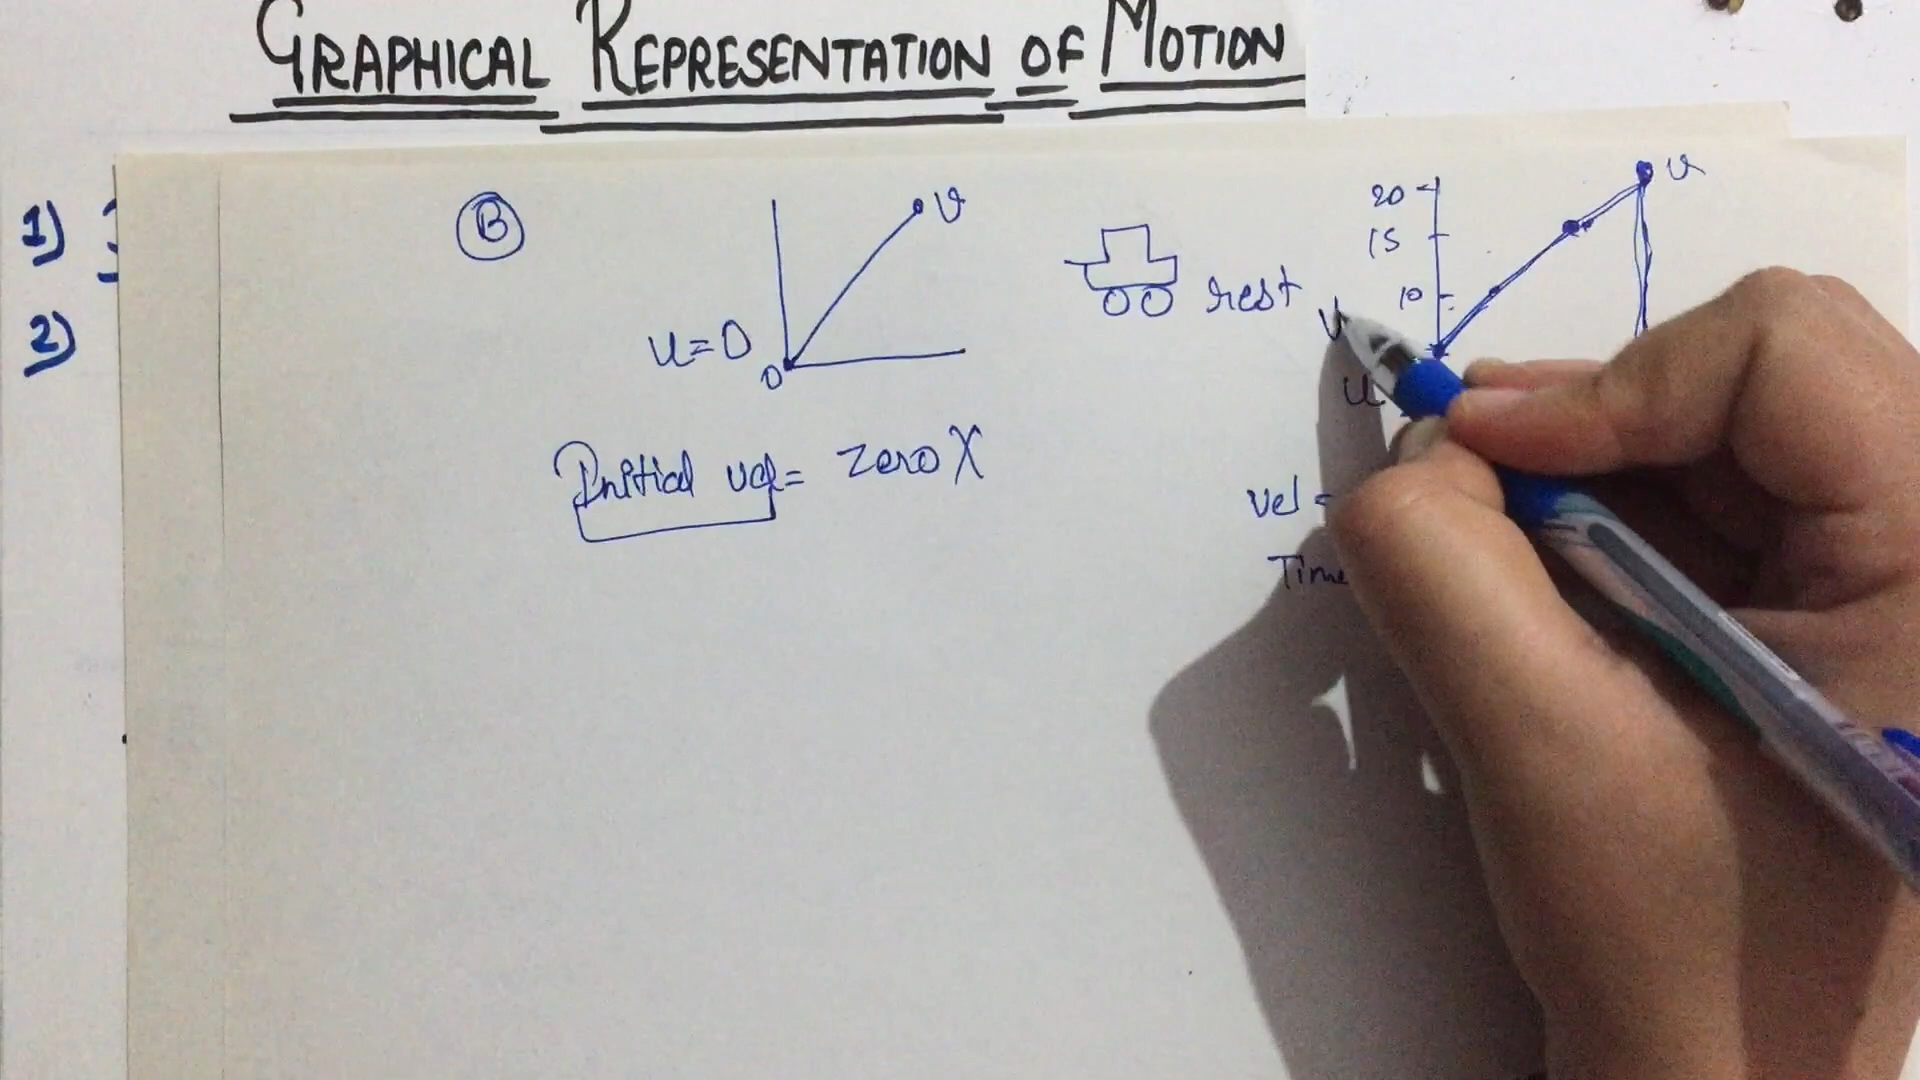 GRAPHICAL REPRESENTATION OF MOTION
1)
2)
B
v
u=0
0
Initial vel= zero X
rest
20
15
10
v
u
vel =
Time